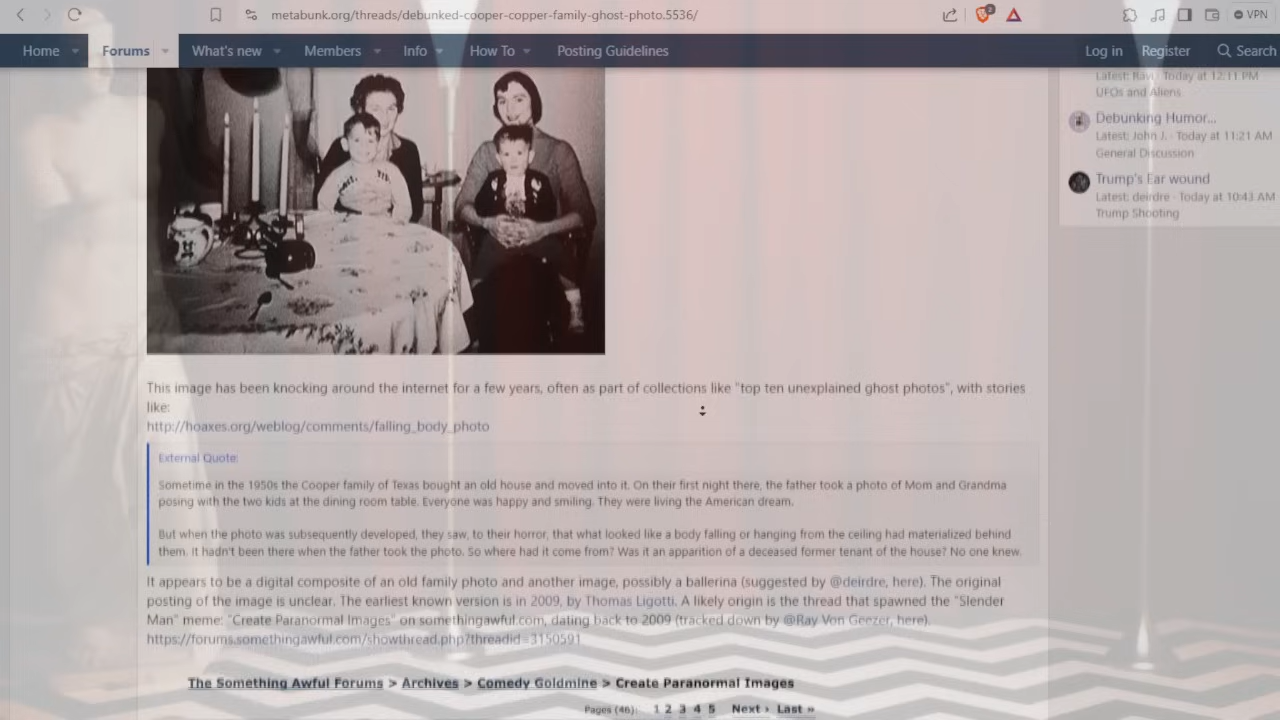 metabunk.org/threads/debunked-cooper-copper-family-ghost-photo.5536/
2
VPN
Home Forums What's new Members Info How To Posting Guidelines Log in Register Search
Latest: Ravi · Today at 12:11 PM
UFOs and Aliens
Debunking Humor...
Latest: John J. · Today at 11:21 AM
General Discussion
Trump's Ear wound
Latest: deirdre · Today at 10:43 AM
Trump Shooting
This image has been knocking around the internet for a few years, often as part of collections like "top ten unexplained ghost photos", with stories
like:
http://hoaxes.org/weblog/comments/falling_body_photo
External Quote:
Sometime in the 1950s the Cooper family of Texas bought an old house and moved into it. On their first night there, the father took a photo of Mom and Grandma
posing with the two kids at the dining room table. Everyone was happy and smiling. They were living the American dream.
But when the photo was subsequently developed, they saw, to their horror, that what looked like a body falling or hanging from the ceiling had materialized behind
them. It hadn't been there when the father took the photo. So where had it come from? Was it an apparition of a deceased former tenant of the house? No one knew.
It appears to be a digital composite of an old family photo and another image, possibly a ballerina (suggested by @deirdre, here). The original
posting of the image is unclear. The earliest known version is in 2009, by Thomas Ligotti. A likely origin is the thread that spawned the "Slender
Man" meme: "Create Paranormal Images" on somethingawful.com, dating back to 2009 (tracked down by @Ray Von Geezer, here).
https://forums.somethingawful.com/showthread.php?threadid=3150591
The Something Awful Forums > Archives > Comedy Goldmine > Create Paranormal Images
Pages (46): 1 2 3 4 5 Next › Last »